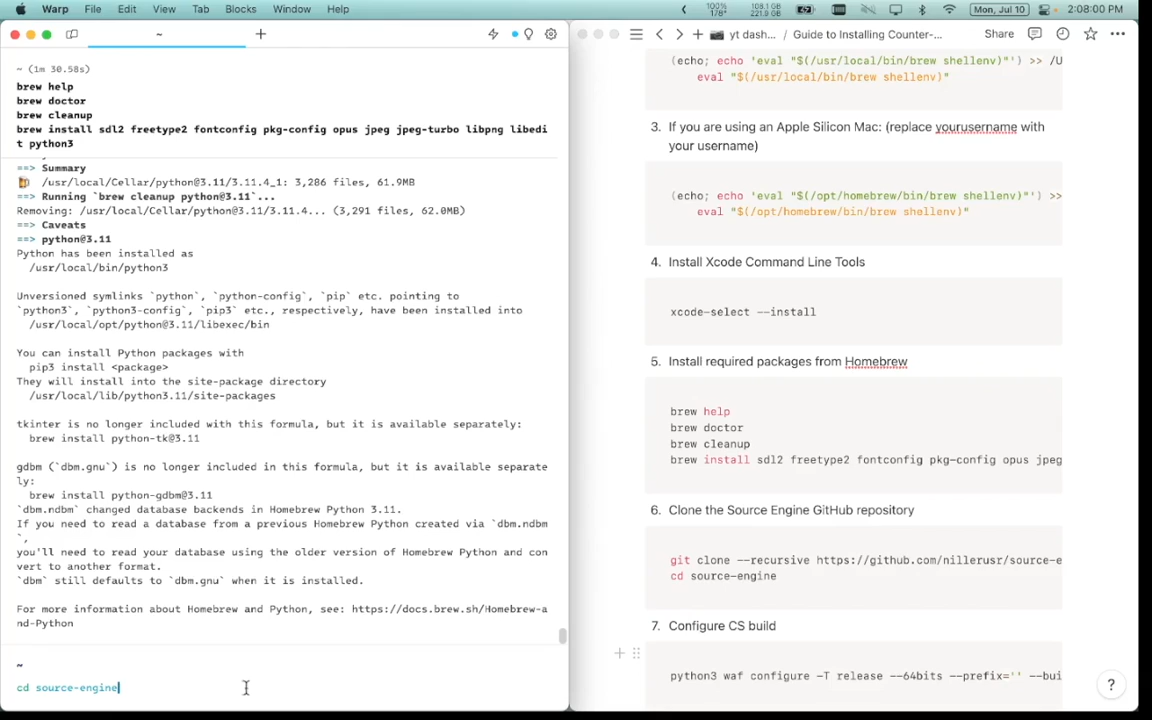 Warp File Edit View Tab Blocks Window Help
100% 178° 108.1 GB 221.9 GB Mon, Jul 10 2:08:00 PM
~
yt dash... / Guide to Installing Counter-... Share
~ (1m 30.58s)
brew help
brew doctor
brew cleanup
brew install sdl2 freetype2 fontconfig pkg-config opus jpeg jpeg-turbo libpng libedi
t python3
==> Summary
/usr/local/Cellar/python@3.11/3.11.4_1: 3,286 files, 61.9MB
==> Running `brew cleanup python@3.11`...
Removing: /usr/local/Cellar/python@3.11/3.11.4... (3,291 files, 62.0MB)
==> Caveats
==> python@3.11
Python has been installed as
/usr/local/bin/python3
Unversioned symlinks `python`, `python-config`, `pip` etc. pointing to
`python3`, `python3-config`, `pip3` etc., respectively, have been installed into
/usr/local/opt/python@3.11/libexec/bin
You can install Python packages with
pip3 install <package>
They will install into the site-package directory
/usr/local/lib/python3.11/site-packages
tkinter is no longer included with this formula, but it is available separately:
brew install python-tk@3.11
gdbm (`dbm.gnu`) is no longer included in this formula, but it is available separate
ly:
brew install python-gdbm@3.11
`dbm.ndbm` changed database backends in Homebrew Python 3.11.
If you need to read a database from a previous Homebrew Python created via `dbm.ndbm
`,
you'll need to read your database using the older version of Homebrew Python and con
vert to another format.
`dbm` still defaults to `dbm.gnu` when it is installed.
For more information about Homebrew and Python, see: https://docs.brew.sh/Homebrew-a
nd-Python
~
cd source-engine
(echo; echo 'eval "$(/usr/local/bin/brew shellenv)"') >> /U
eval "$(/usr/local/bin/brew shellenv)"
3. If you are using an Apple Silicon Mac: (replace yourusername with
your username)
(echo; echo 'eval "$(/opt/homebrew/bin/brew shellenv)"') >>
eval "$(/opt/homebrew/bin/brew shellenv)"
4. Install Xcode Command Line Tools
xcode-select --install
5. Install required packages from Homebrew
brew help
brew doctor
brew cleanup
brew install sdl2 freetype2 fontconfig pkg-config opus jpeg
6. Clone the Source Engine GitHub repository
git clone --recursive https://github.com/nillerusr/source-e
cd source-engine
7. Configure CS build
python3 waf configure -T release --64bits --prefix='' --bui
?